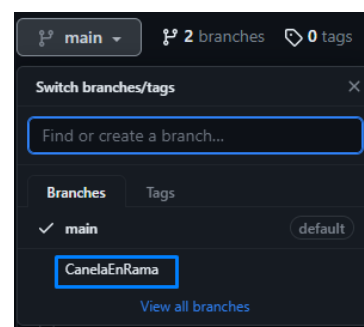 main 2 branches 0 tags
Switch branches/tags
Find or create a branch...
Branches Tags
main default
CanelaEnRama
View all branches